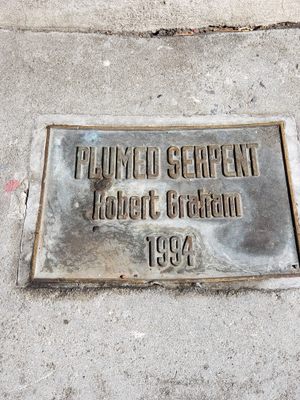 PLUMED SERPENT
Robert Graham
1994